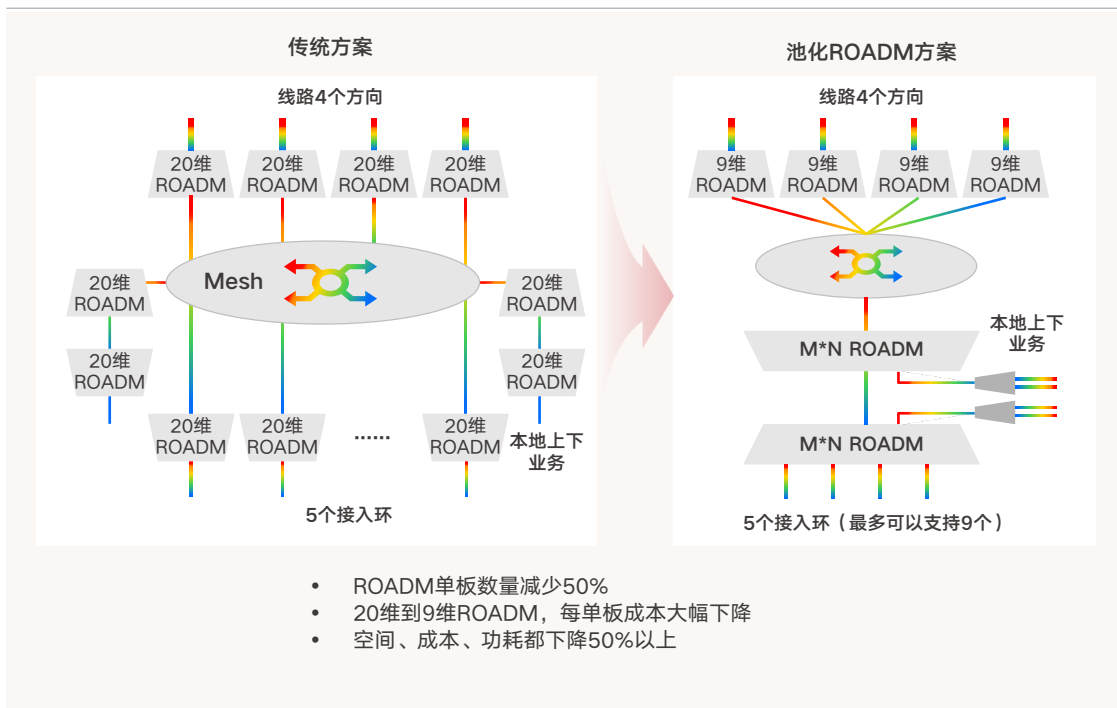 传统方案
线路4个方向
20维
ROADM
20维
ROADM
20维
ROADM
20维
ROADM
Mesh
20维
ROADM
20维
ROADM
20维
ROADM
20维
ROADM
20维
ROADM
20维
ROADM
······
20维
ROADM
本地上下
业务
5个接入环
池化ROADM方案
线路4个方向
9维
ROADM
9维
ROADM
9维
ROADM
9维
ROADM
M*N ROADM
本地上下
业务
M*N ROADM
5个接入环（最多可以支持9个）
• ROADM单板数量减少50%
• 20维到9维ROADM，每单板成本大幅下降
• 空间、成本、功耗都下降50%以上